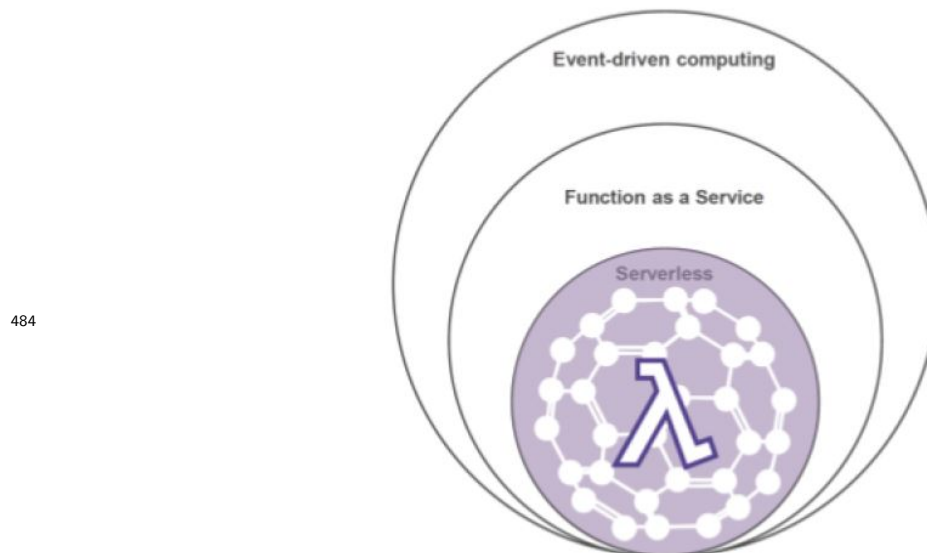 Event-driven computing
Function as a Service
Serverless
484
λ